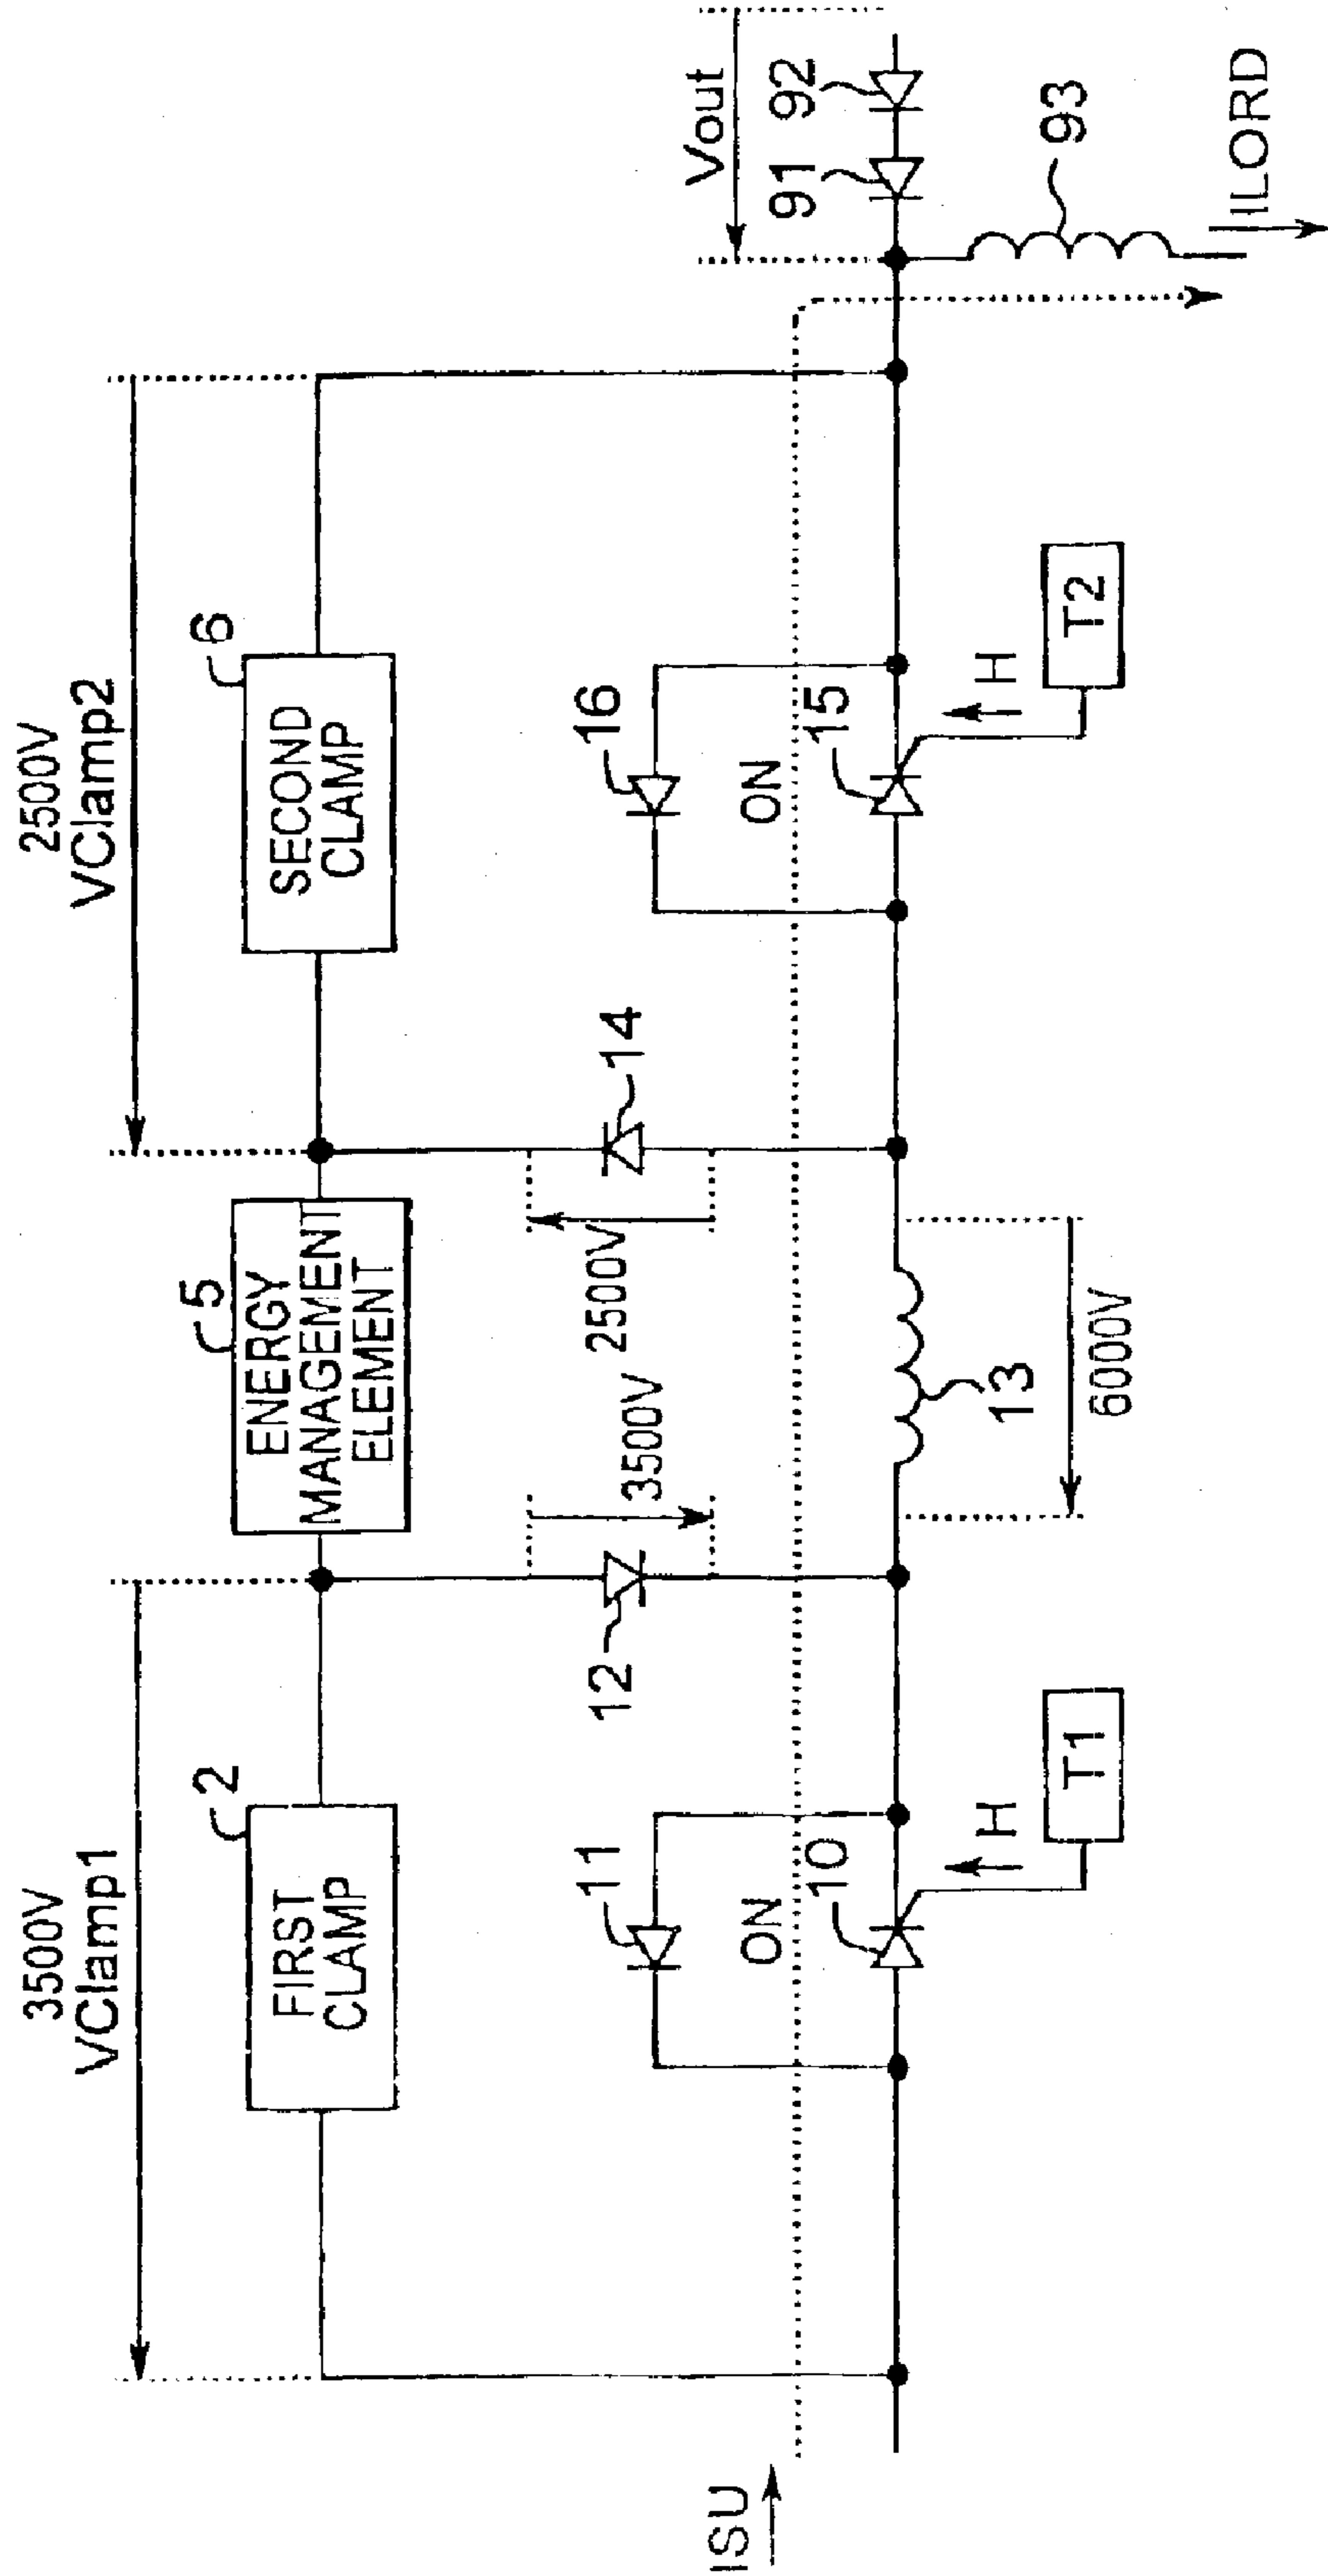 3500V
VClamp1
2500V
VClamp2
2
FIRST
CLAMP
5
ENERGY
MANAGEMENT
ELEMENT
6
SECOND
CLAMP
12
3500V
2500V
14
11
16
Vout
ISU
ON
ON
10
H
15
H
91
92
13
93
T1
6000V
T2
ILORD